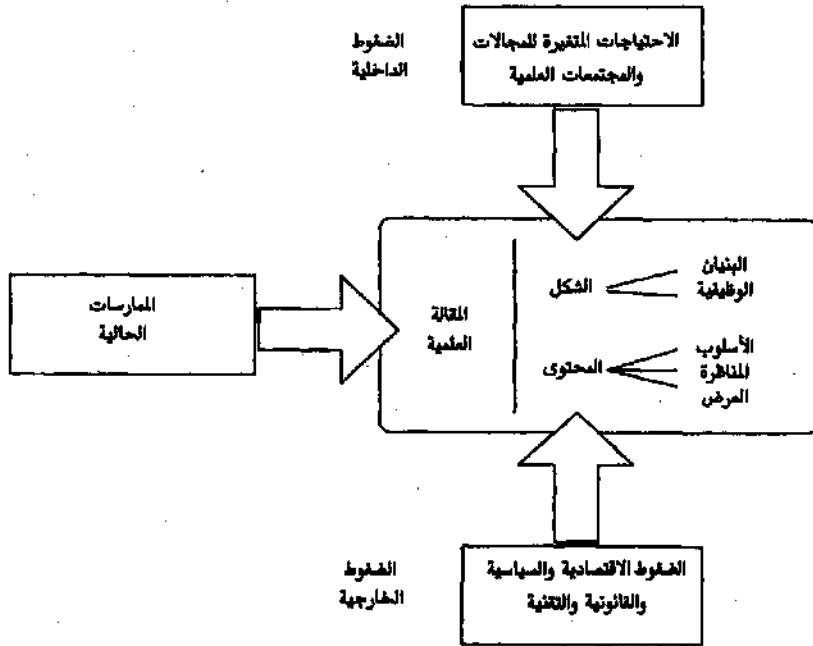 الاحتياجات المتغيرة للمجالات
والمجتمعات العلمية
الضغوط
الداخلية
البنيان
الوظيفية
الشكل
الأسلوب
المناظرة
العرض
المحتوى
المقالة
العلمية
الممارسات
الحالية
الضغوط الاقتصادية والسياسية
والقانونية والتقنية
الضغوط
الخارجية